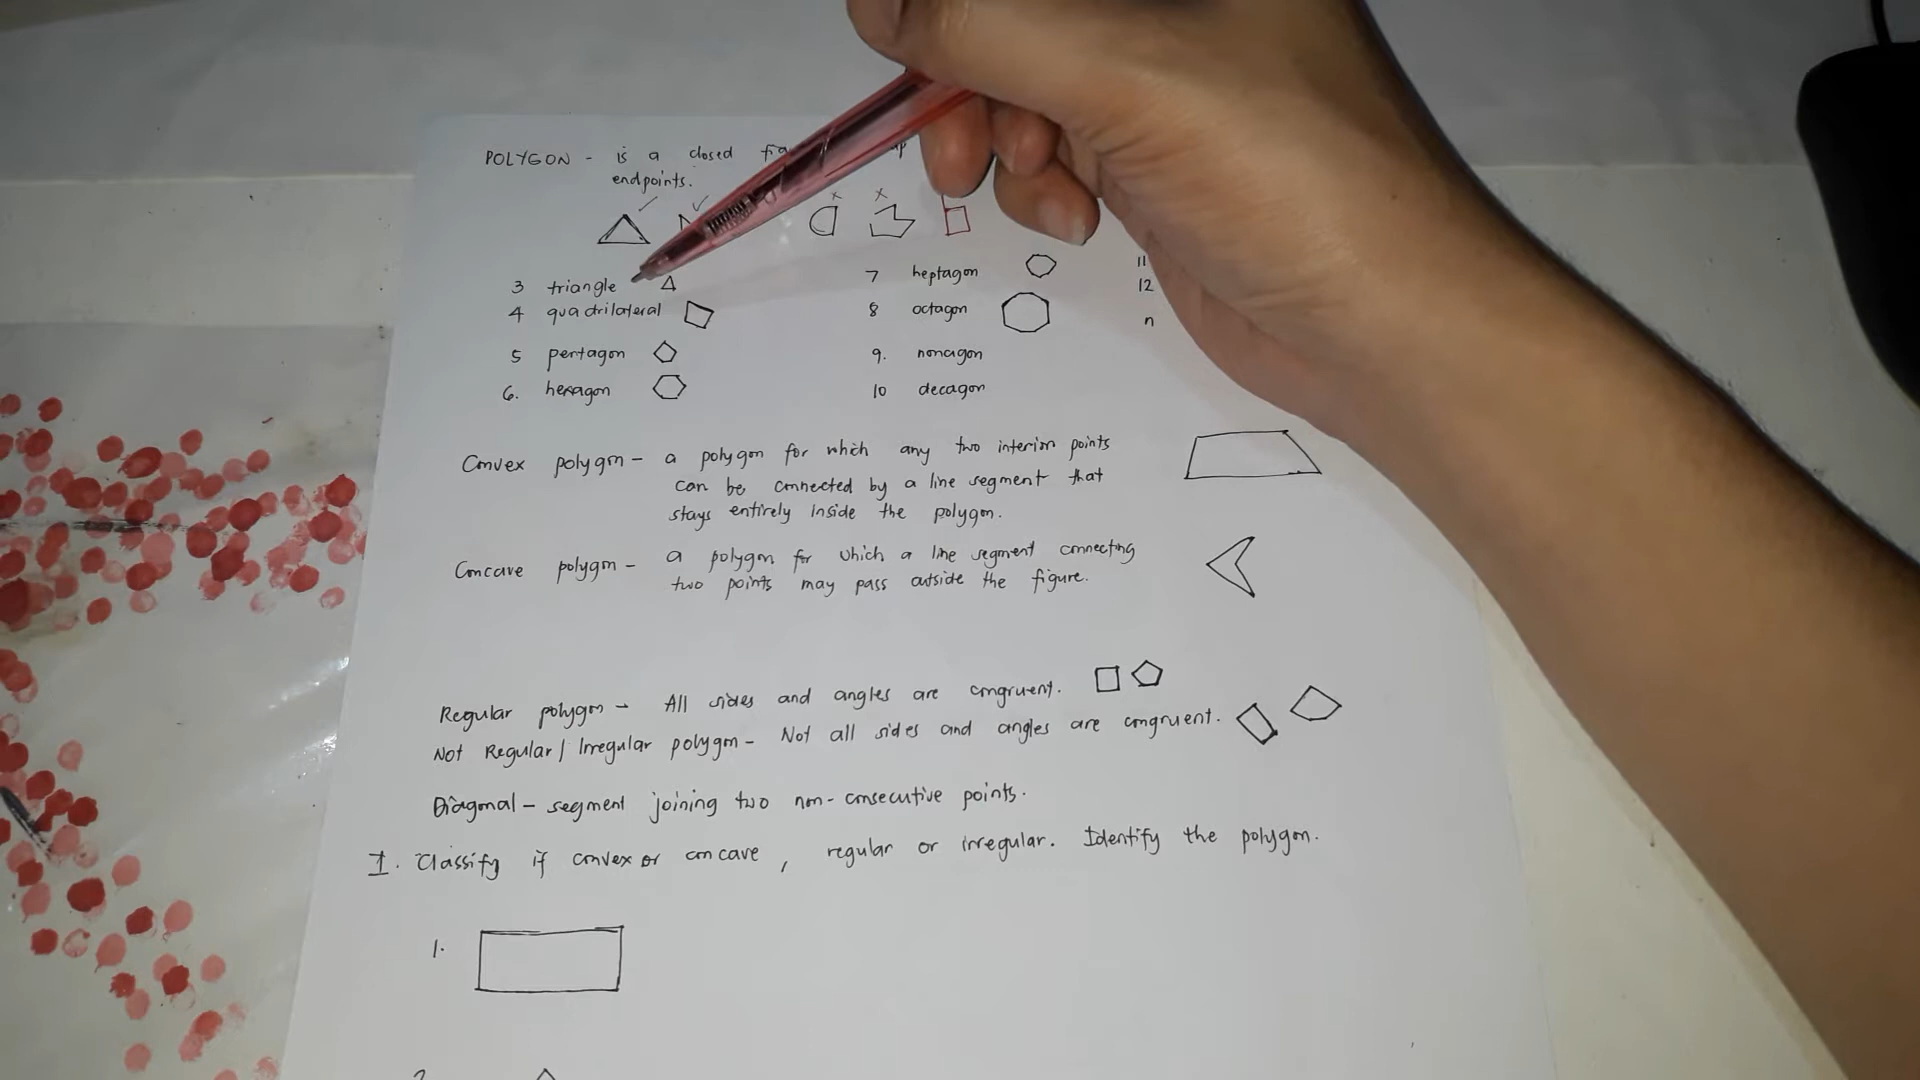 POLYGON - is a closed
endpoints.
x x
3 triangle
4 quadrilateral
5 pentagon
6. hexagon
7 heptagon
8 octagon
9. nonagon
10 decagon
11
12
n
Convex polygon - a polygon for which any two interior points
can be connected by a line segment that
stays entirely inside the polygon.
Concave polygon - a polygon for which a line segment connecting
two points may pass outside the figure.
Regular polygon - All sides and angles are congruent.
Not Regular/Irregular polygon - Not all sides and angles are congruent.
Diagonal - segment joining two non-consecutive points.
I. Classify if convex or concave, regular or irregular. Identify the polygon.
1.